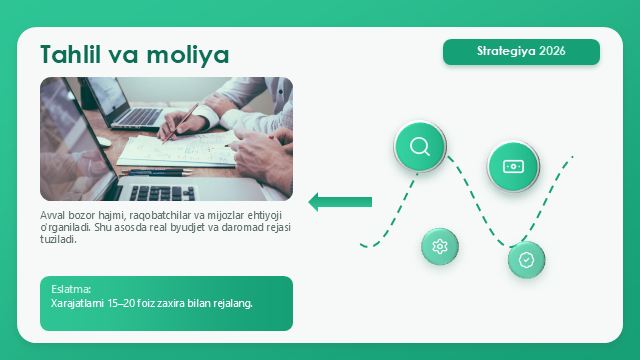 Tahlil va moliya
Strategiya 2026
Avval bozor hajmi, raqobatchilar va mijozlar ehtiyoji
o'rganiladi. Shu asosda real byudjet va daromad rejasi
tuziladi.
Eslatma:
Xarajatlarni 15–20 foiz zaxira bilan rejalang.